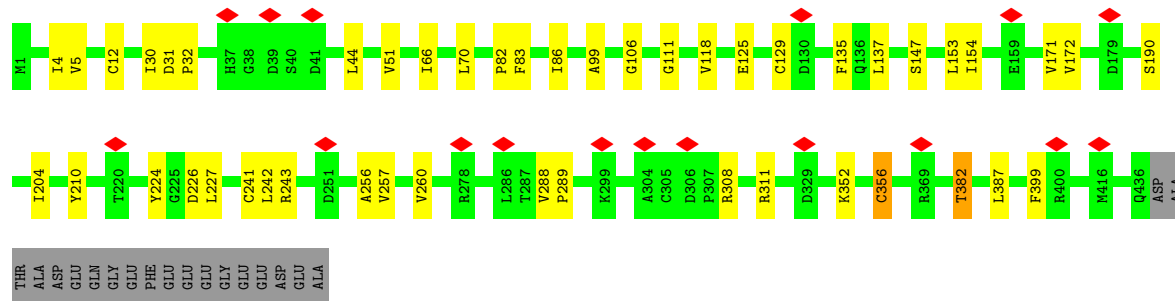 M1 I4 V5 C12 I30 D31 P32 H37 G38 D39 S40 D41 L44 V51 I66 L70 P82 F83 I86 A99 G106 G111 V118 E125 C129 D130 F135 Q136 L137 S147 L153 I154 E159 V171 V172 D179 S190
I204 Y210 T220 Y224 G225 D226 L227 C241 L242 R243 D251 A256 V257 V260 R278 L286 T287 V288 P289 K299 A304 C305 D306 P307 R308 R311 D329 K352 C356 R369 T382 L387 F399 R400 M416 Q436 ASP ALA
THR ALA ASP GLU GLN GLY GLU PHE GLU GLU GLU GLY GLU GLU ASP GLU ALA